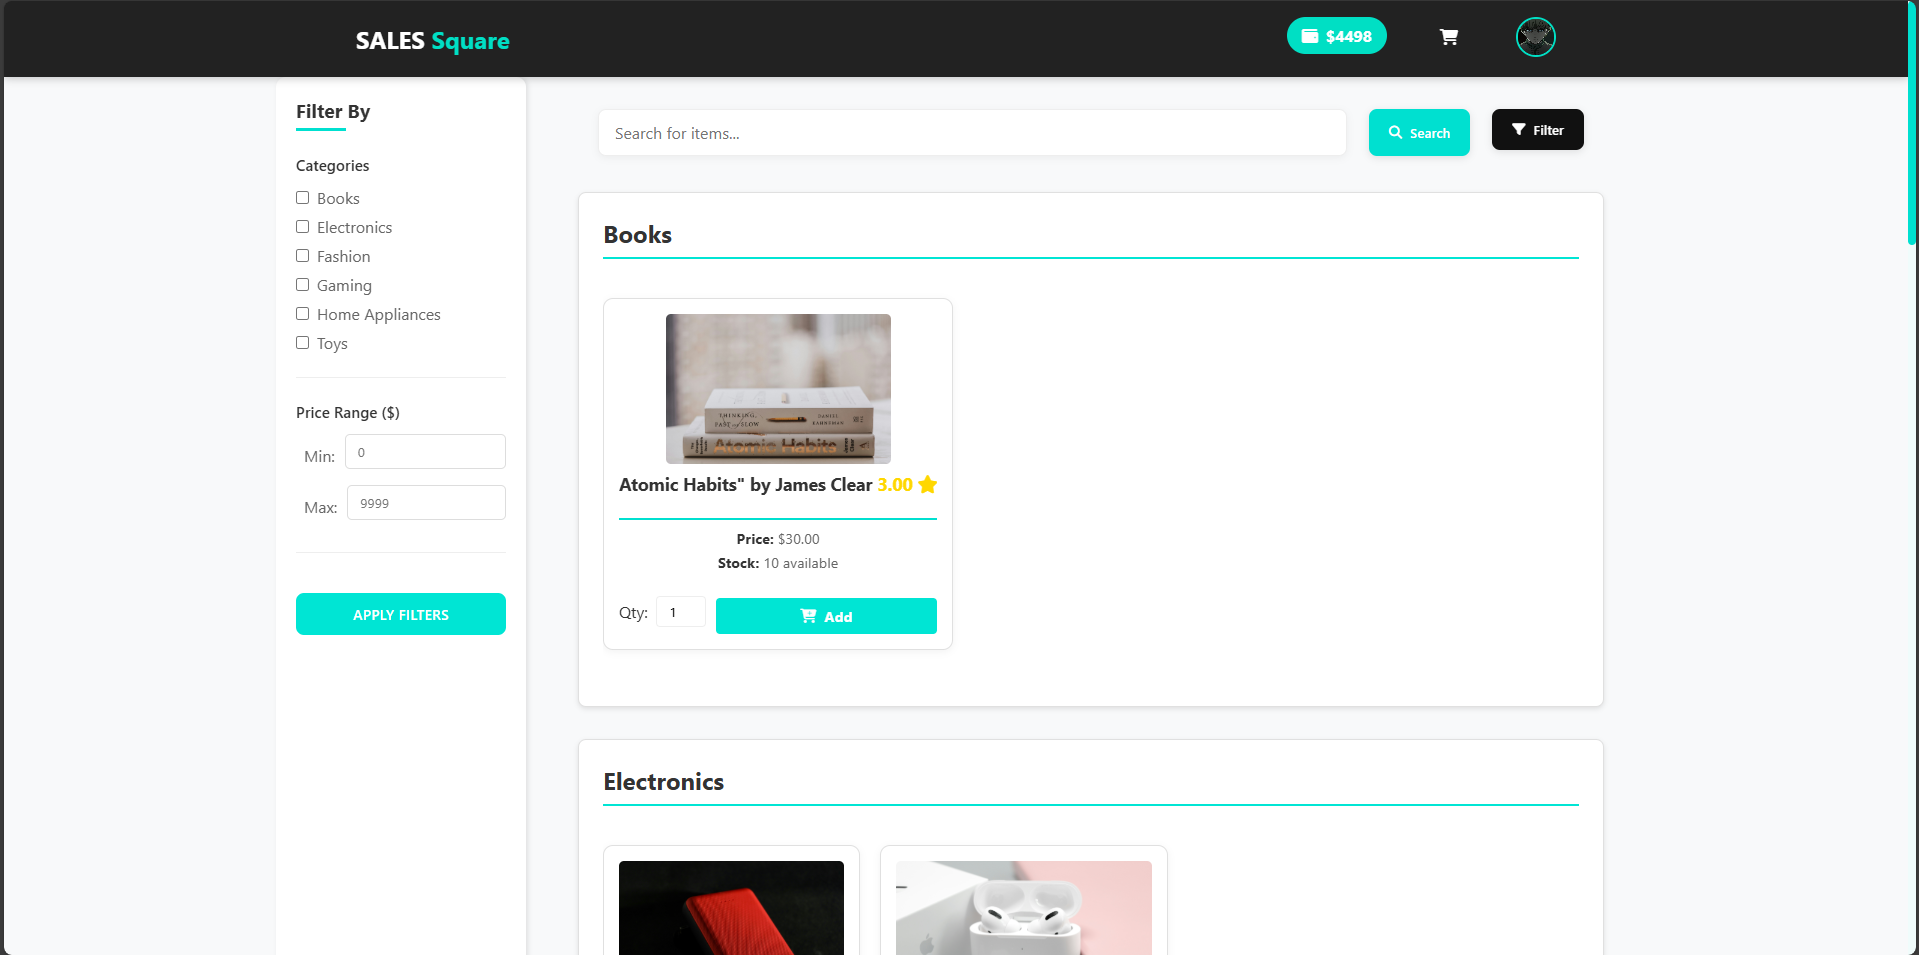 SALES Square
$4498
Filter By
Categories
Books
Electronics
Fashion
Gaming
Home Appliances
Toys
Price Range ($)
Min: 0
Max: 9999
APPLY FILTERS
Search for items...
Search
Filter
Books
THINKING,
FAST and SLOW
DANIEL
KAHNEMAN
Atomic Habits
James
Clear
Atomic Habits" by James Clear 3.00
Price: $30.00
Stock: 10 available
Qty: 1
Add
Electronics